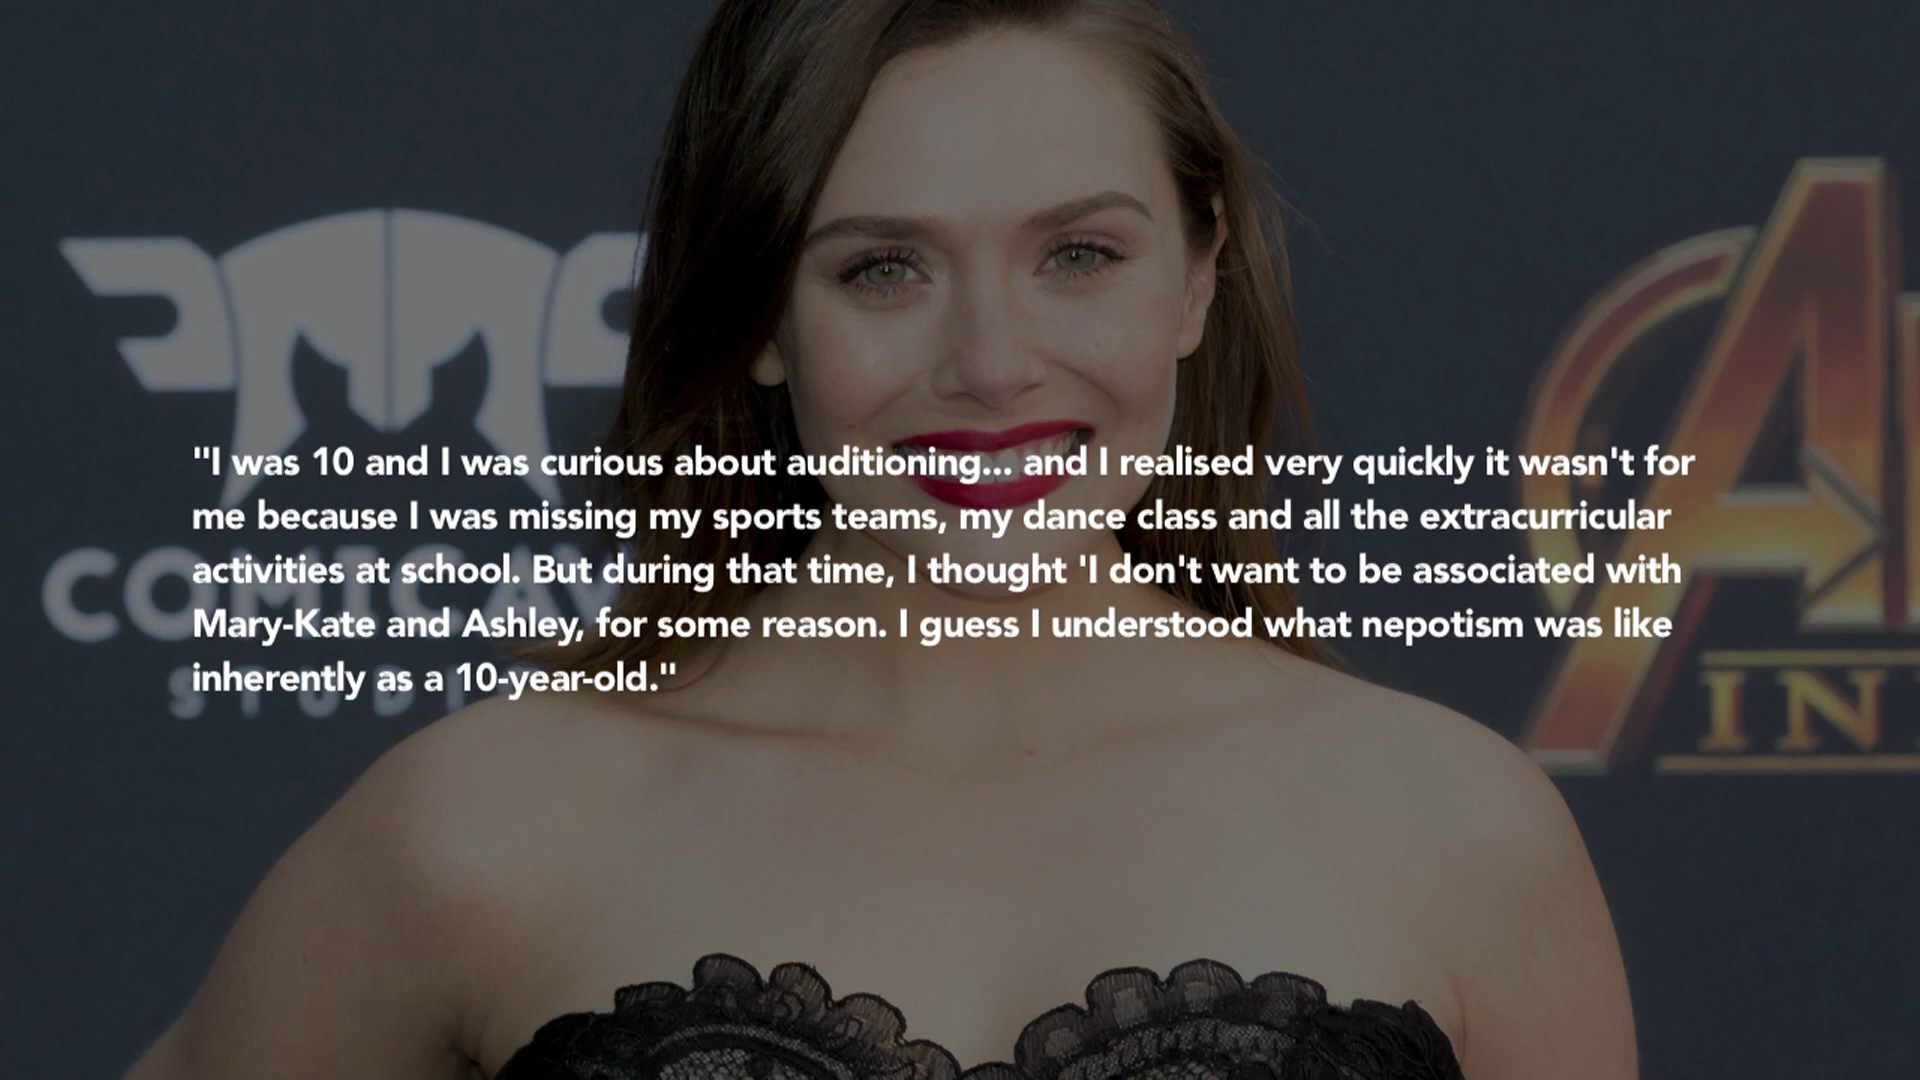 "I was 10 and I was curious about auditioning... and I realised very quickly it wasn't for
me because I was missing my sports teams, my dance class and all the extracurricular
activities at school. But during that time, I thought 'I don't want to be associated with
Mary-Kate and Ashley, for some reason. I guess I understood what nepotism was like
inherently as a 10-year-old."
IN